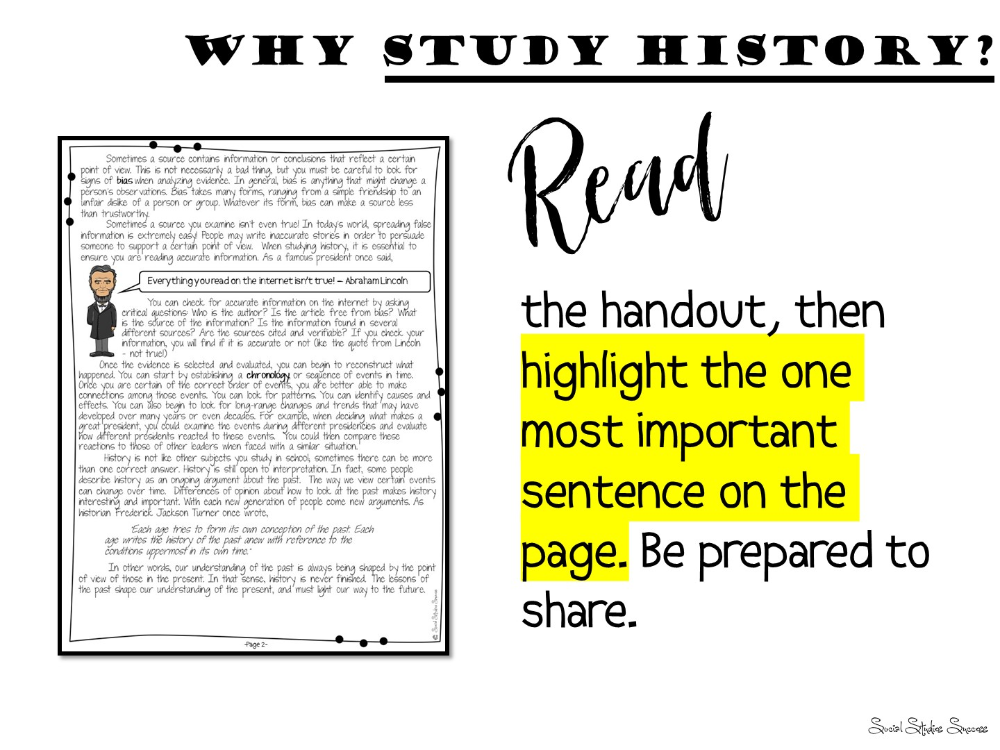 WHY STUDY HISTORY?
Sometimes a source contains information or conclusions that reflect a certain
point of view. This is not necessarily a bad thing, but you must be careful to look for
signs of bias when analyzing evidence. In general, bias is anything that might change a
person's observations. Bias takes many forms, ranging from a simple friendship to an
unfair dislike of a person or group. Whatever its form, bias can make a source less
than trustworthy.
Sometimes a source you examine isn't even true! In today's world, spreading false
information is extremely easy! People may write inaccurate stories in order to persuade
someone to support a certain point of view. When studying history, it is essential to
ensure you are reading accurate information. As a famous president once said,
Everything you read on the internet isn't true! – Abraham Lincoln
You can check for accurate information on the internet by asking
critical questions: Who is the author? Is the article free from bias? What
is the source of the information? Is the information found in several
different sources? Are the sources cited and verifiable? If you check your
information, you will find if it is accurate or not (like the quote from Lincoln
- not true!)
Once the evidence is selected and evaluated, you can begin to reconstruct what
happened. You can start by establishing a chronology, or sequence of events in time.
Once you are certain of the correct order of events, you are better able to make
connections among those events. You can look for patterns. You can identify causes and
effects. You can also begin to look for long-range changes and trends that may have
developed over many years or even decades. For example, when deciding what makes a
great president, you could examine the events during different presidencies and evaluate
how different presidents reacted to these events. You could then compare these
reactions to those of other leaders when faced with a similar situation.
History is not like other subjects you study in school; sometimes there can be more
than one correct answer. History is still open to interpretation. In fact, some people
describe history as an ongoing argument about the past. The way we view certain events
can change over time. Differences of opinion about how to look at the past makes history
interesting and important. With each new generation of people come new arguments. As
historian Frederick Jackson Turner once wrote,
"Each age tries to form its own conception of the past. Each
age writes the history of the past anew with reference to the
conditions uppermost in its own time."
In other words, our understanding of the past is always being shaped by the point
of view of those in the present. In that sense, history is never finished. The lessons of
the past shape our understanding of the present, and must light our way to the future.
© Social Studies Success
-Page 2-
Read
the handout, then
highlight the one
most important
sentence on the
page. Be prepared to
share.
Social Studies Success